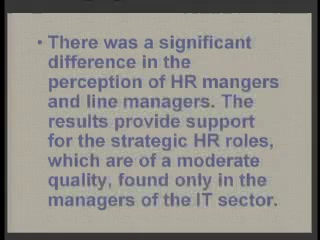 • There was a significant
difference in the
perception of HR mangers
and line managers. The
results provide support
for the strategic HR roles,
which are of a moderate
quality, found only in the
managers of the IT sector.